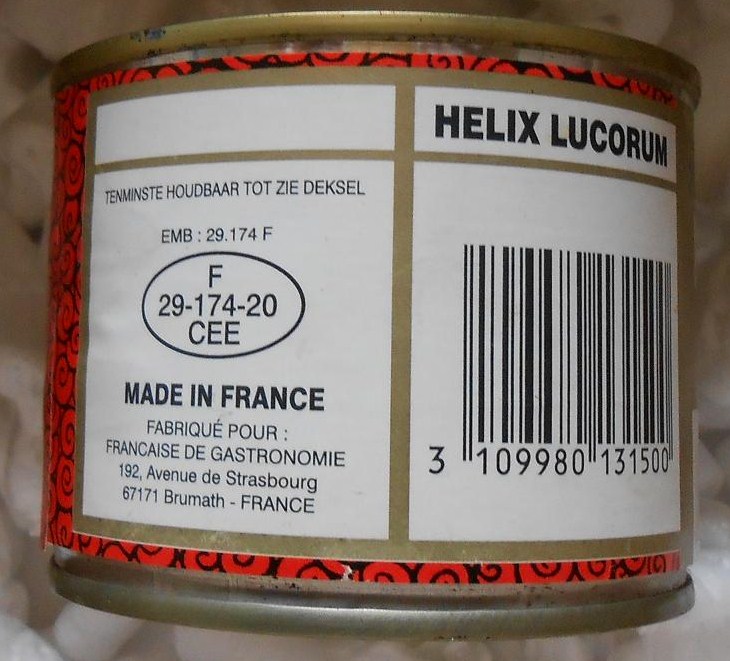 TENMINSTE HOUDBAAR TOT ZIE DEKSEL
EMB : 29.174 F
F
29-174-20
CEE
MADE IN FRANCE
FABRIQUÉ POUR :
FRANCAISE DE GASTRONOMIE
192, Avenue de Strasbourg
67171 Brumath - FRANCE
HELIX LUCORUM
3 109980 131500